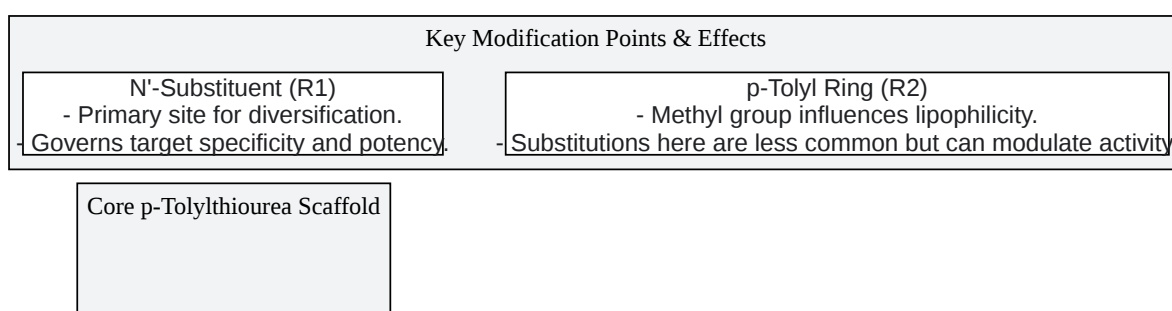 Key Modification Points & Effects
N'-Substituent (R1)
- Primary site for diversification.
- Governs target specificity and potency.
p-Tolyl Ring (R2)
- Methyl group influences lipophilicity.
- Substitutions here are less common but can modulate activity
Core p-Tolylthiourea Scaffold